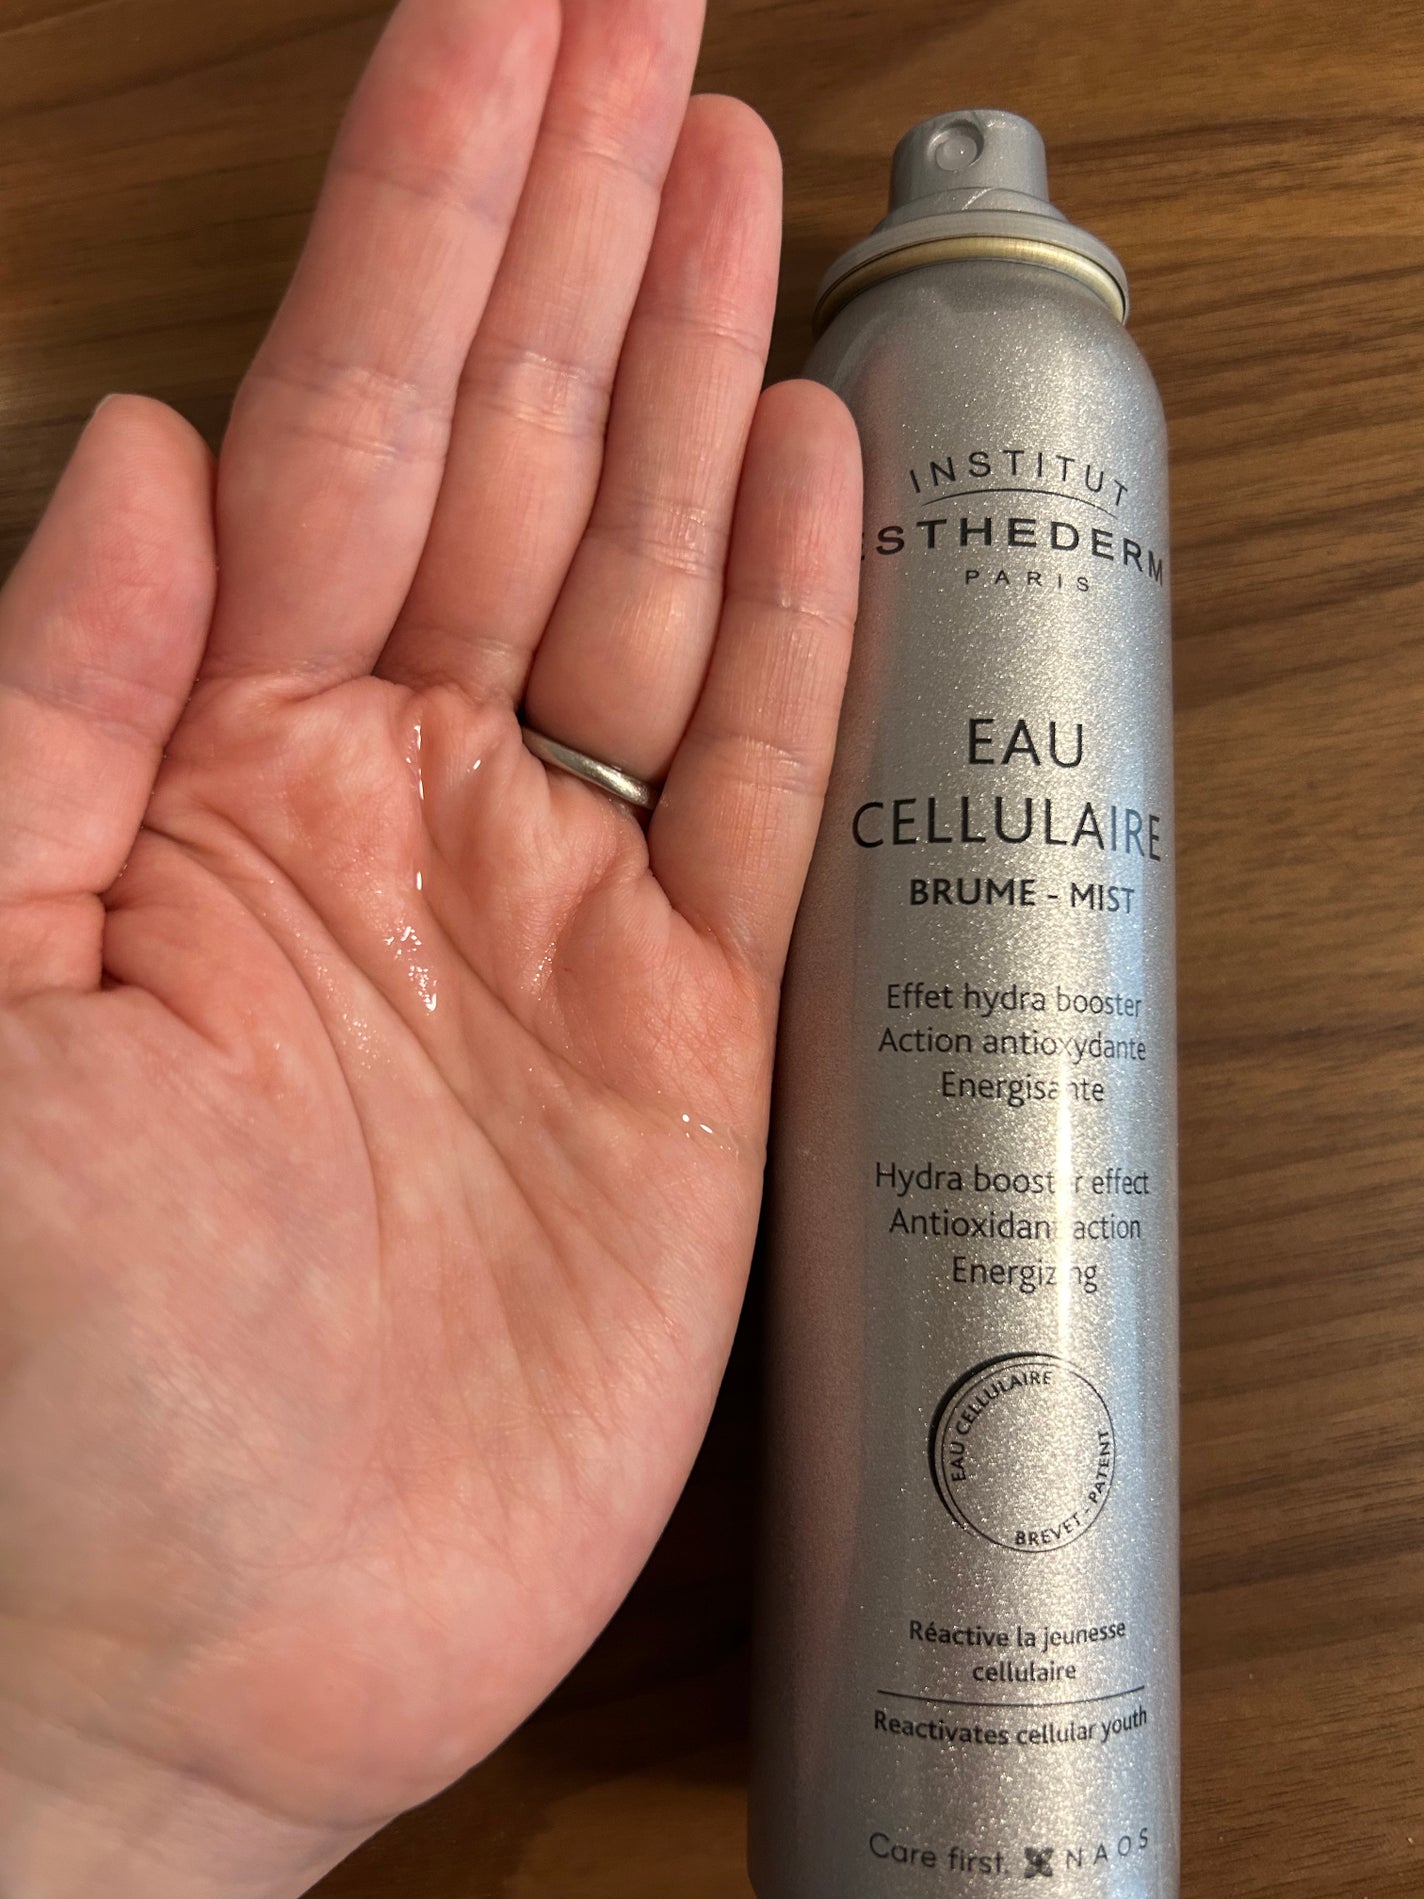 INSTITUT
ESTHEDERM
PARIS
EAU
CELLULAIRE
BRUME - MIST
Effet hydra booster
Action antioxydante
Energisante
Hydra booster effect
Antioxidant action
Energizing
EAU CELLULAIRE
BREVET - PATENT
Réactive la jeunesse
cellulaire
Reactivates cellular youth
Care first. NAOS